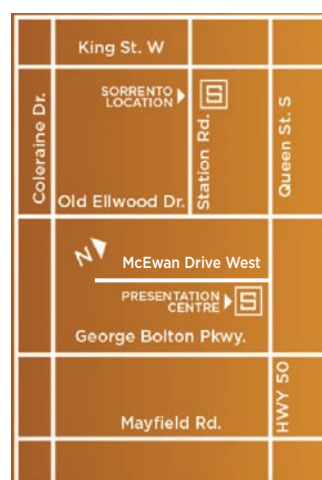 King St. W
SORRENTO
LOCATION
S
Coleraine Dr.
Station Rd.
Queen St. S
Old Ellwood Dr.
N
McEwan Drive West
PRESENTATION
CENTRE
S
George Bolton Pkwy.
HWY 50
Mayfield Rd.